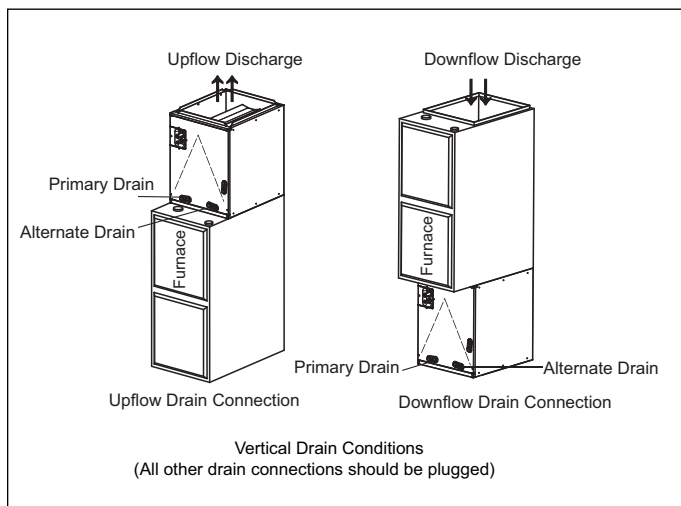 Upflow Discharge
Downflow Discharge
Primary Drain
Alternate Drain
Furnace
Furnace
Primary Drain
Alternate Drain
Upflow Drain Connection
Downflow Drain Connection
Vertical Drain Conditions
(All other drain connections should be plugged)